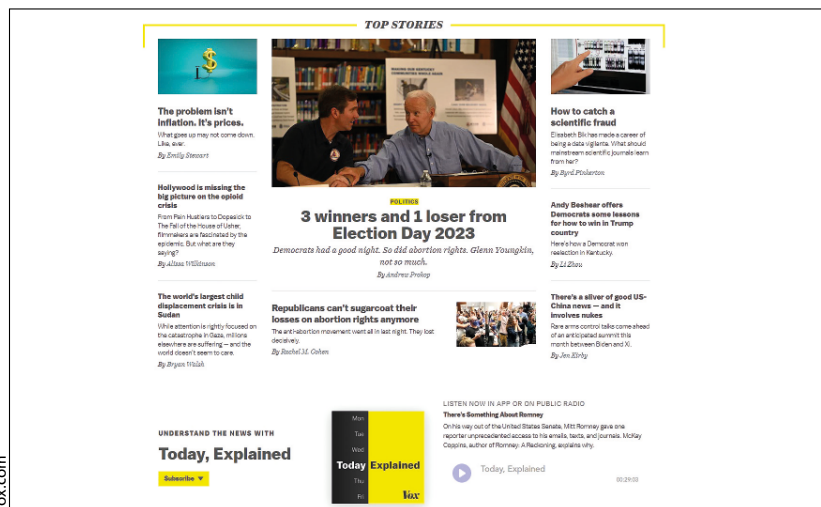 TOP STORIES
The problem isn't
inflation. It's prices.
What goes up may not come down.
Like, ever.
By Emily Stewart
Hollywood is missing the
big picture on the opioid
crisis
From Pain Hustlers to Dopesick to
The Fall of the House of Usher,
filmmakers are fascinated by the
epidemic. But what are they
saying?
By Alissa Wilkinson
The world's largest child
displacement crisis is in
Sudan
While attention is rightly focused on
the catastrophe in Gaza, millions
elsewhere are suffering — and the
world doesn't seem to care.
By Bryan Walsh
POLITICS
3 winners and 1 loser from
Election Day 2023
Democrats had a good night. So did abortion rights. Glenn Youngkin,
not so much.
By Andrew Prokop
Republicans can't sugarcoat their
losses on abortion rights anymore
The anti-abortion movement went all in last night. They lost
decisively.
By Rachel M. Cohen
How to catch a
scientific fraud
Elisabeth Bik has made a career of
being a data vigilante. What should
mainstream scientific journals learn
from her?
By Byrd Pinkerton
Andy Beshear offers
Democrats some lessons
for how to win in Trump
country
Here's how a Democrat won
reelection in Kentucky.
By Li Zhou
There's a sliver of good US-
China news — and it
involves nukes
Rare arms control talks come ahead
of an anticipated summit this
month between Biden and Xi.
By Jen Kirby
UNDERSTAND THE NEWS WITH
Today, Explained
Subscribe
Mon
Tue
Wed
Today Explained
Thu
Fri
Vox
LISTEN NOW IN APP OR ON PUBLIC RADIO
There's Something About Romney
On his way out of the United States Senate, Mitt Romney gave one
reporter unprecedented access to his emails, texts, and journals. McKay
Coppins, author of Romney: A Reckoning, explains why.
Today, Explained
00:29:03
ox.com